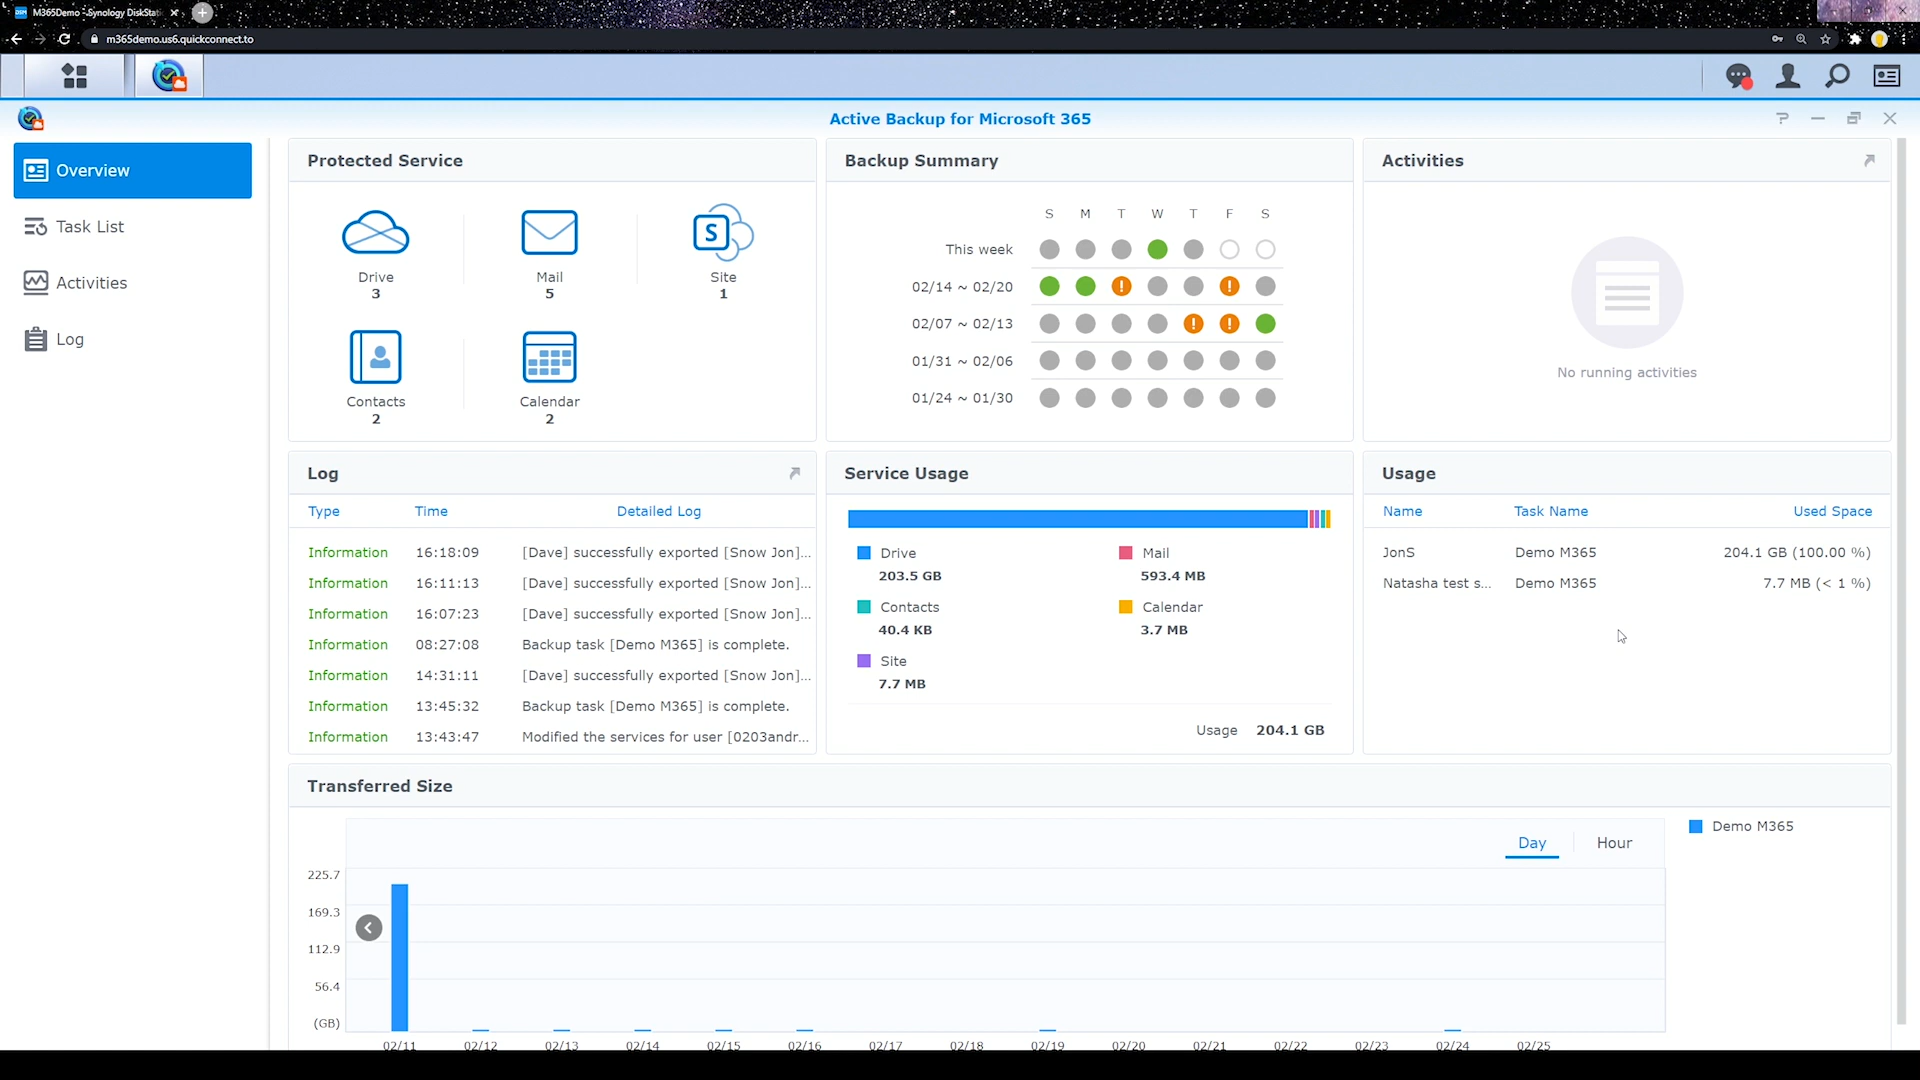 M365Demo - Synology DiskStati
m365demo.us6.quickconnect.to
Active Backup for Microsoft 365
Overview
Task List
Activities
Log
Protected Service
Drive
3
Mail
5
S
Site
1
Contacts
2
Calendar
2
Backup Summary
S M T W T F S
This week
02/14 ~ 02/20 ! !
02/07 ~ 02/13 ! !
01/31 ~ 02/06
01/24 ~ 01/30
Activities
No running activities
Log
Type Time Detailed Log
Information 16:18:09 [Dave] successfully exported [Snow Jon]...
Information 16:11:13 [Dave] successfully exported [Snow Jon]...
Information 16:07:23 [Dave] successfully exported [Snow Jon]...
Information 08:27:08 Backup task [Demo M365] is complete.
Information 14:31:11 [Dave] successfully exported [Snow Jon]...
Information 13:45:32 Backup task [Demo M365] is complete.
Information 13:43:47 Modified the services for user [0203andr...
Service Usage
Drive
203.5 GB
Mail
593.4 MB
Contacts
40.4 KB
Calendar
3.7 MB
Site
7.7 MB
Usage 204.1 GB
Usage
Name Task Name Used Space
JonS Demo M365 204.1 GB (100.00 %)
Natasha test s... Demo M365 7.7 MB (< 1 %)
Transferred Size
Day Hour
Demo M365
225.7
169.3
112.9
56.4
(GB)
02/11 02/12 02/13 02/14 02/15 02/16 02/17 02/18 02/19 02/20 02/21 02/22 02/23 02/24 02/25